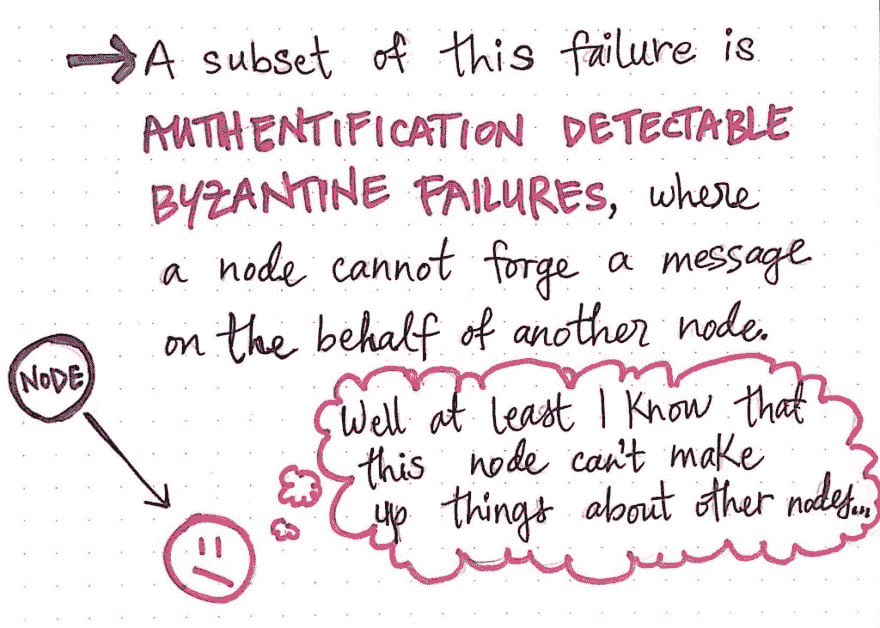 → A subset of this failure is
AUTHENTIFICATION DETECTABLE
BYZANTINE FAILURES, where
a node cannot forge a message
on the behalf of another node.
NODE
Well at least I know that
this node can't make
up things about other nodes...